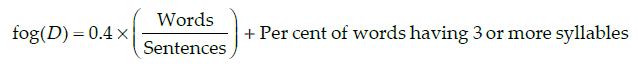 fog(D) = 0.4 × (Words / Sentences) + Per cent of words having 3 or more syllables